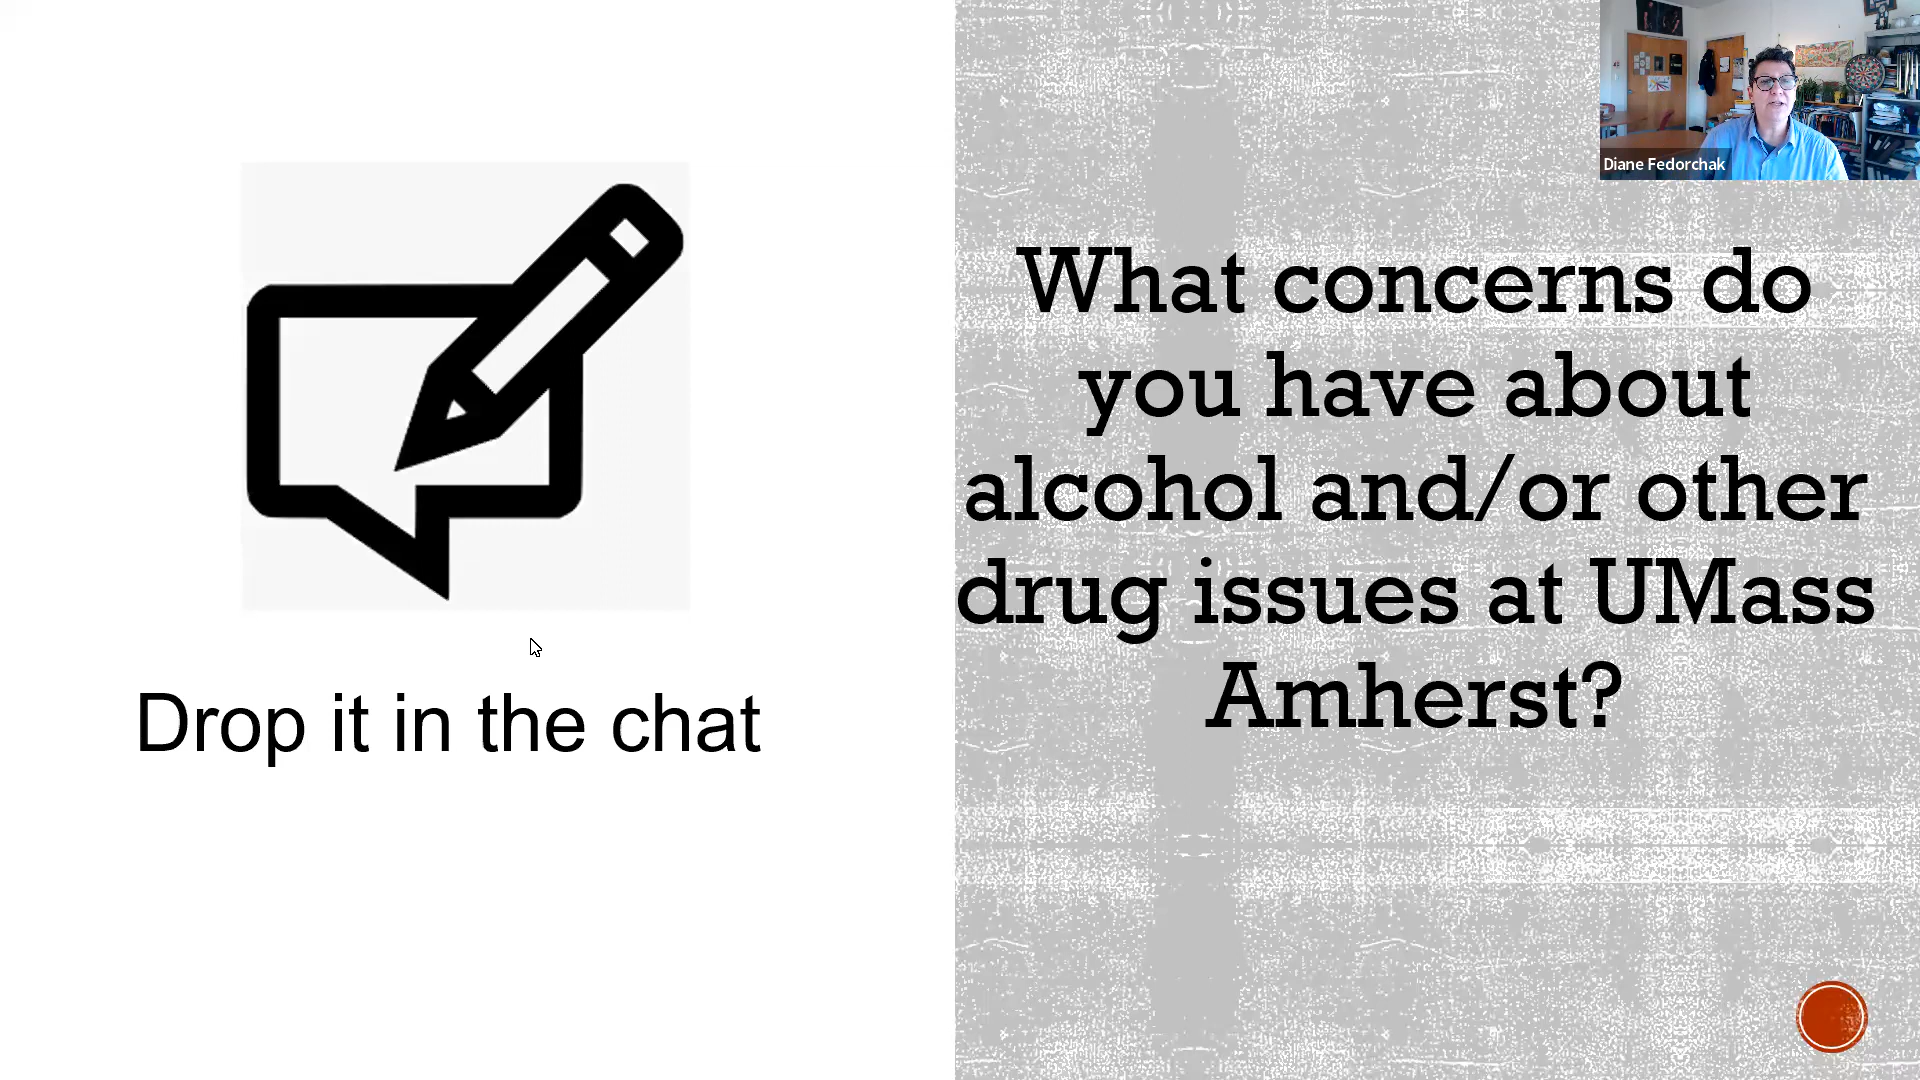 Diane Fedorchak
What concerns do
you have about
alcohol and/or other
drug issues at UMass
Amherst?
Drop it in the chat